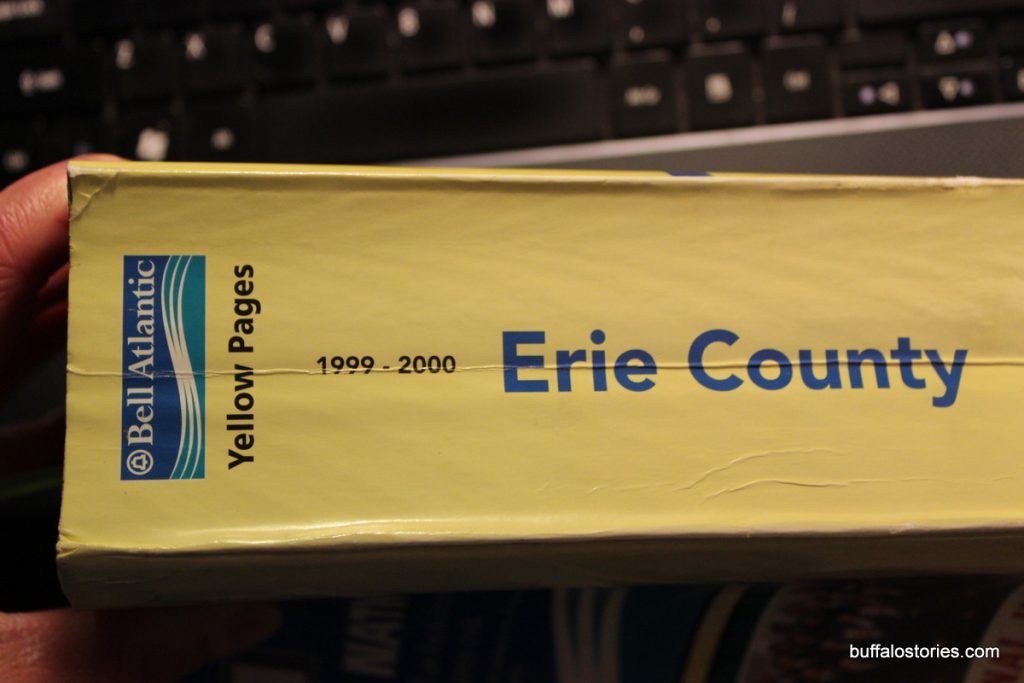 Bell Atlantic
Yellow Pages
1999 - 2000
Erie County
buffalostories.com